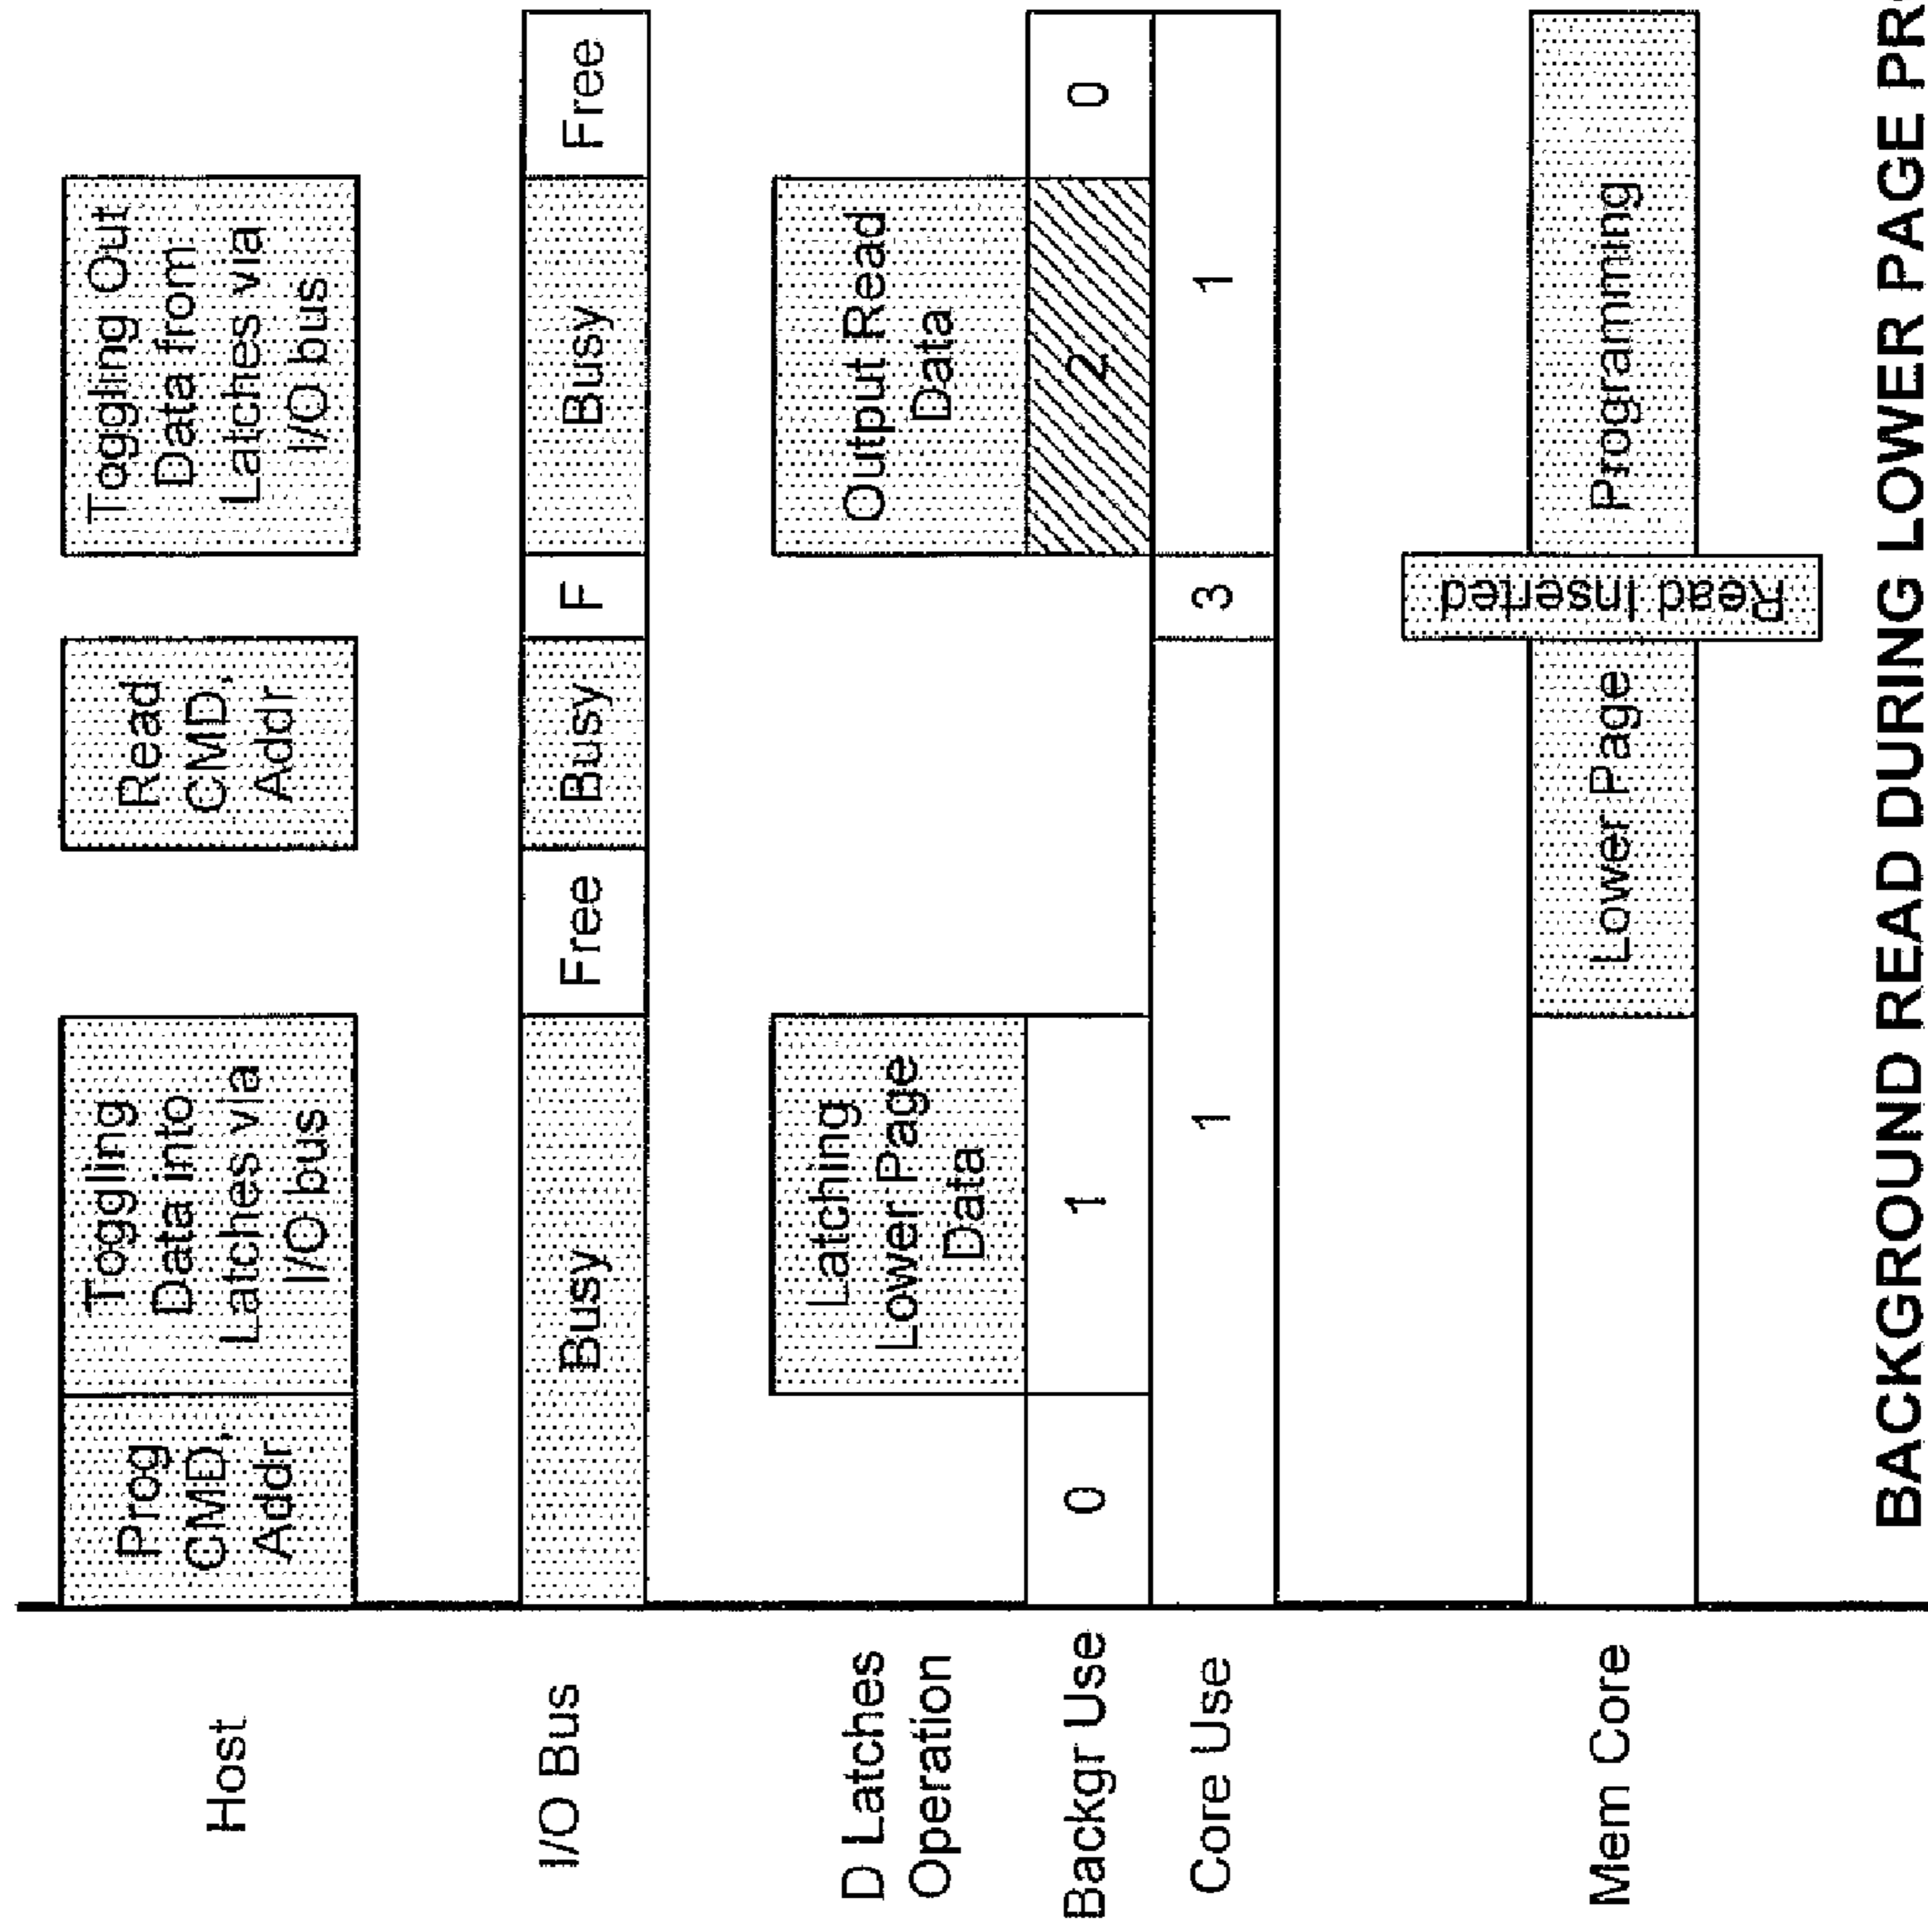 Host
Prog
CMD,
Addr
Toggling
Data into
Latches via
I/O bus
Read
CMD,
Addr
Toggling Out
Data from
Latches via
I/O bus
I/O Bus
Busy
Free
Busy
F
Busy
Free
D Latches
Operation
Latching
Lower Page
Data
Output Read
Data
Backgr Use
0
1
2
0
Core Use
1
3
1
Mem Core
Lower Page
Read Inserted
Programming
BACKGROUND READ DURING LOWER PAGE PR